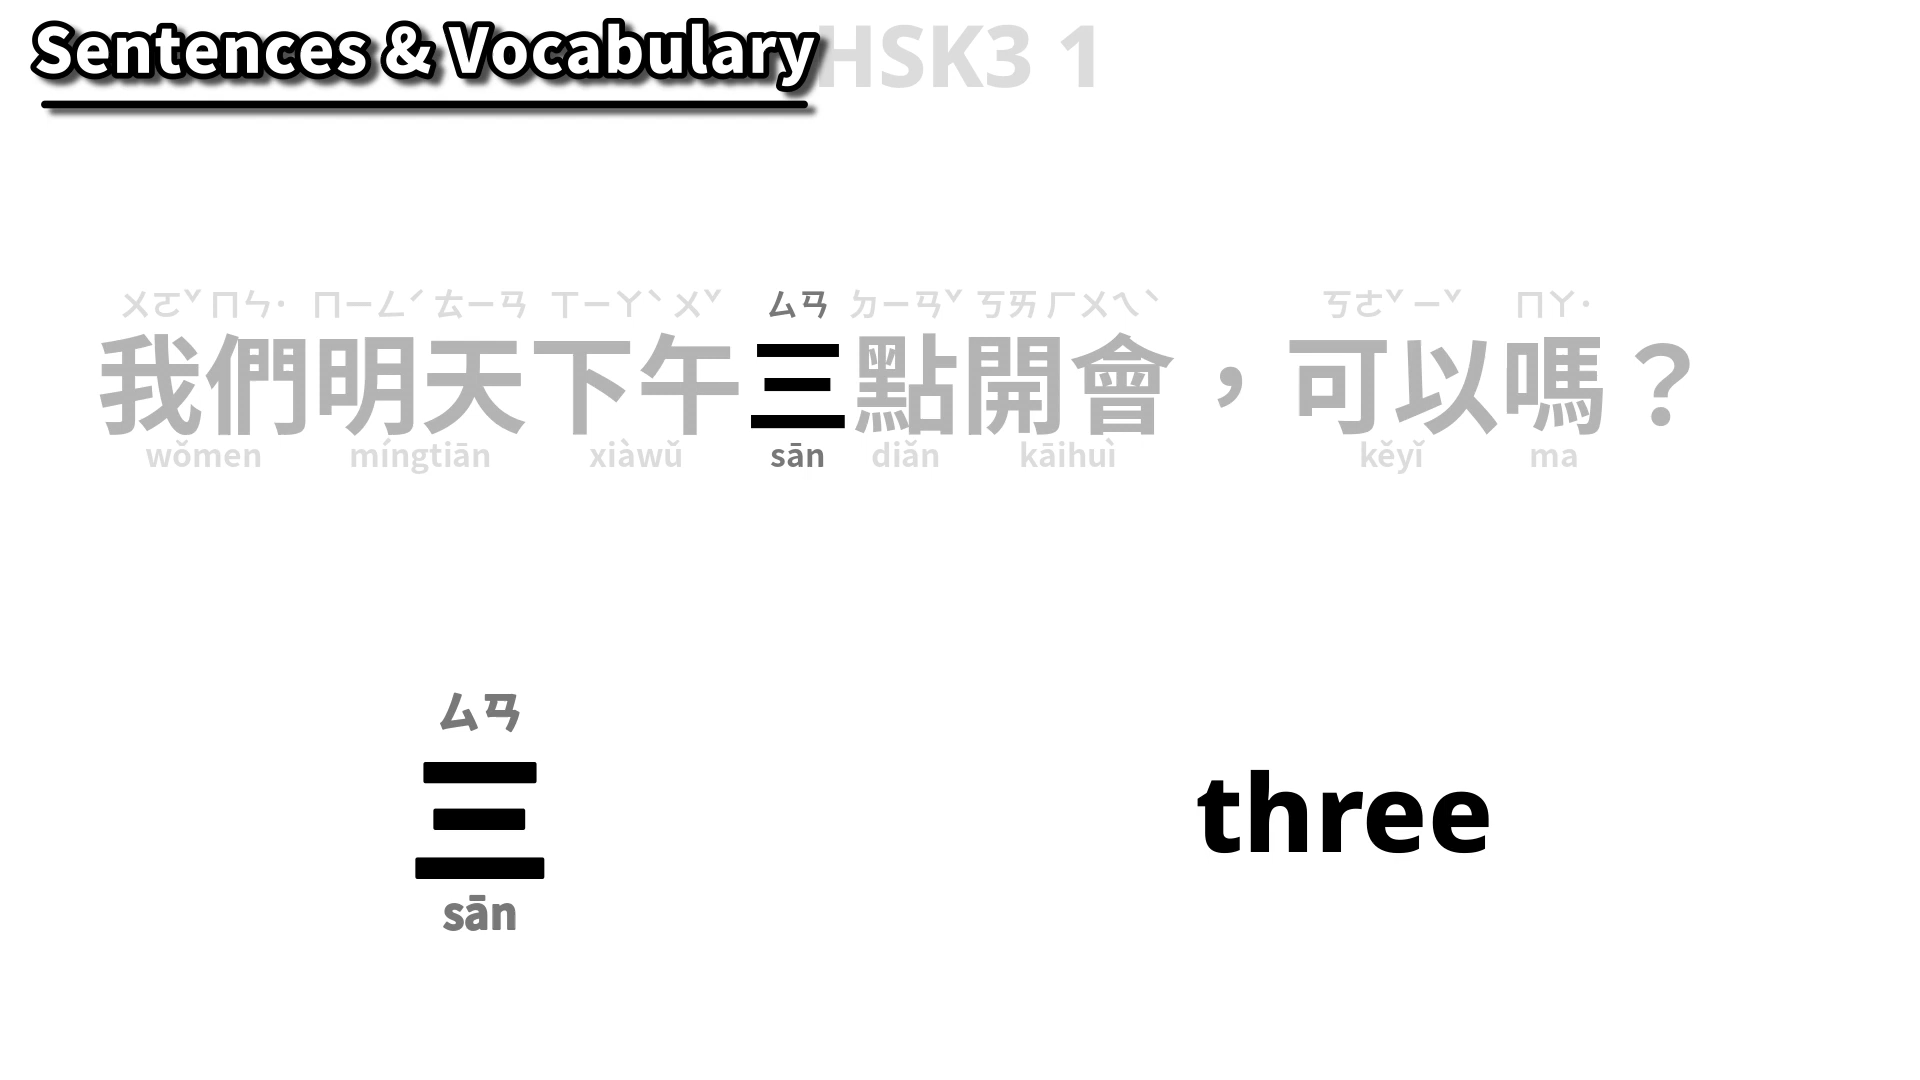 Sentences & Vocabulary HSK3 1
ㄨㄛˇ ㄇㄣ˙ ㄇㄧㄥˊ ㄊㄧㄢ ㄒㄧㄚˋ ㄨˇ ㄙㄢ ㄉㄧㄢˇ ㄎㄞ ㄏㄨㄟˋ ㄎㄜˇ ㄧˇ ㄇㄚ˙
我們明天下午三點開會，可以嗎？
wǒmen míngtiān xiàwǔ sān diǎn kāihuì kěyǐ ma
ㄙㄢ
三
sān
three